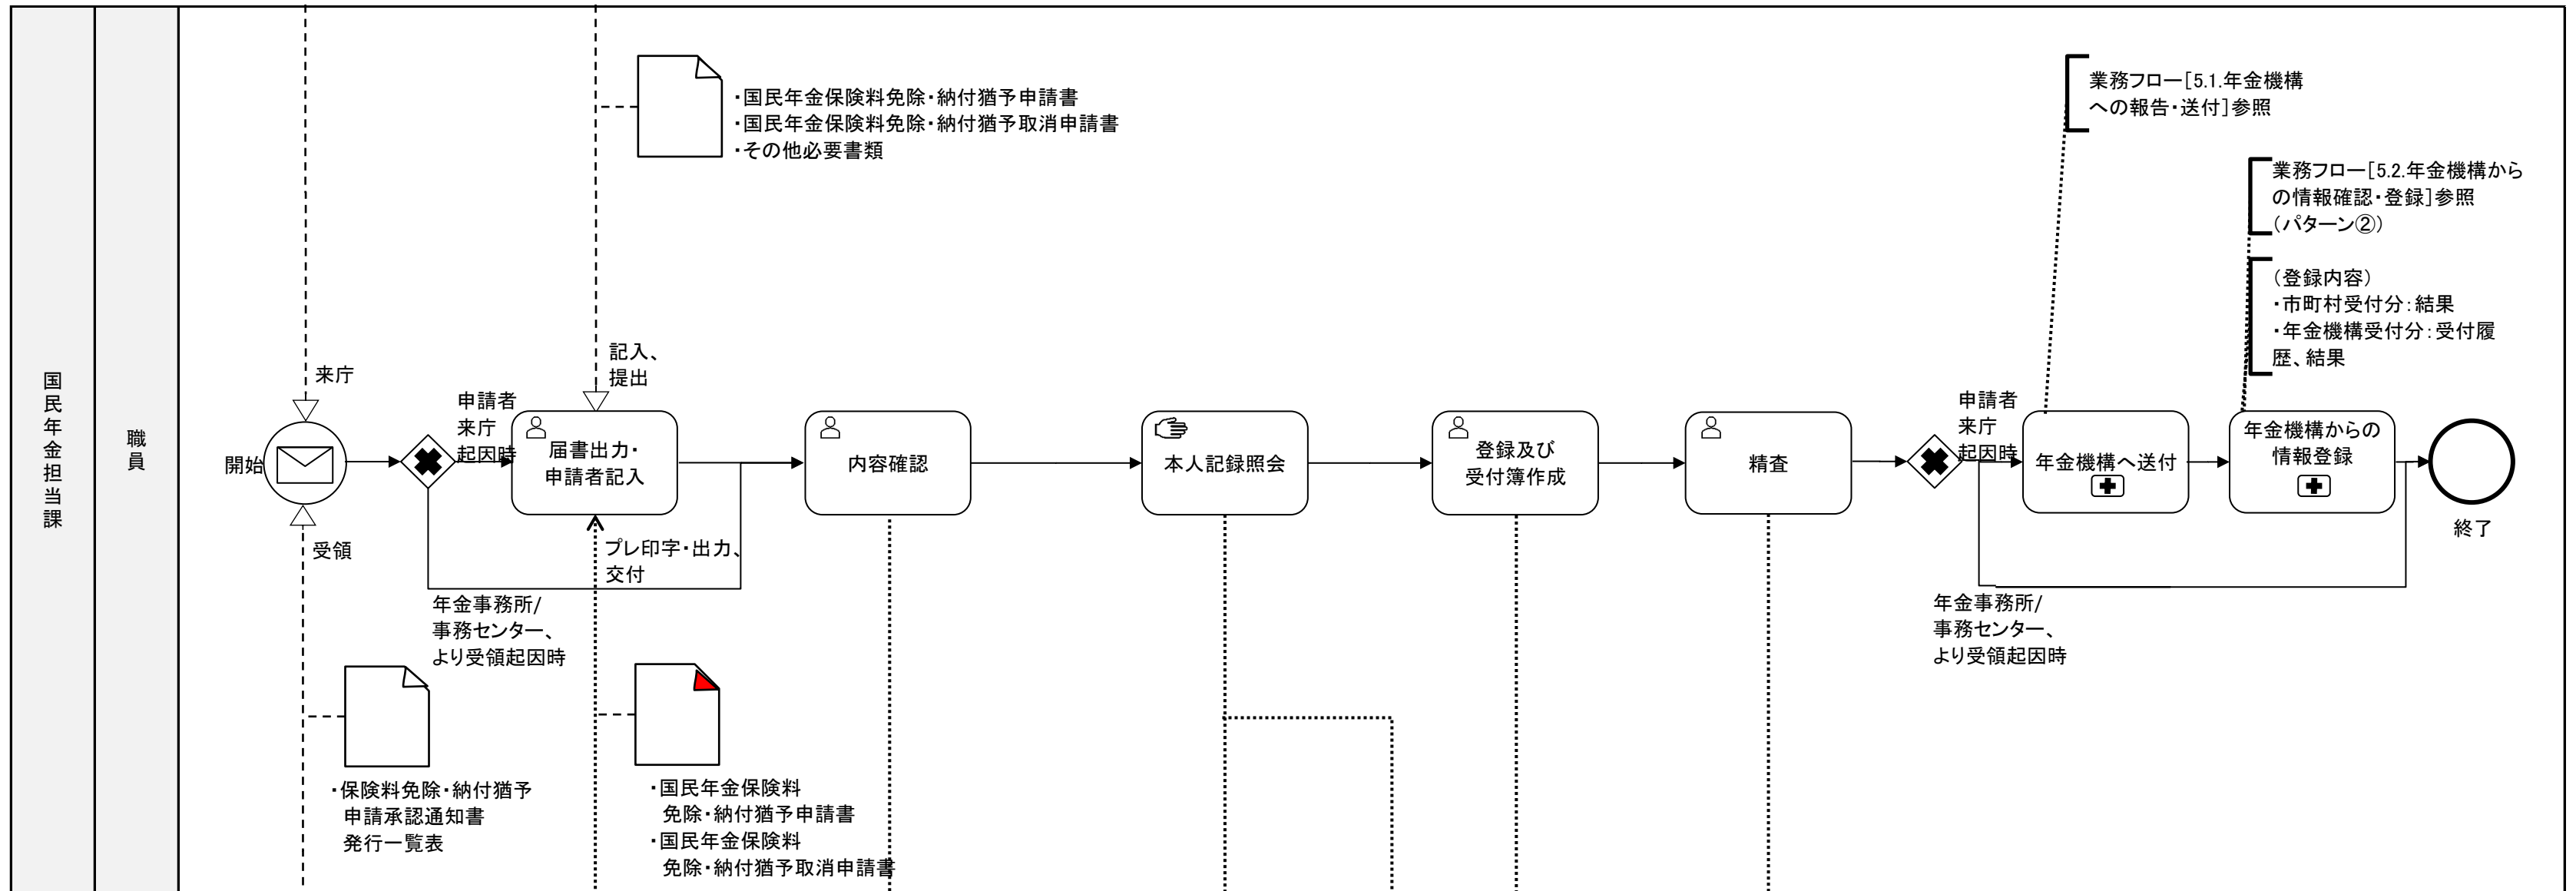 国民年金担当課
職員
・国民年金保険料免除・納付猶予申請書
・国民年金保険料免除・納付猶予取消申請書
・その他必要書類
業務フロー[5.1.年金機構
への報告・送付]参照
業務フロー[5.2.年金機構から
の情報確認・登録]参照
(パターン②)
(登録内容)
・市町村受付分:結果
・年金機構受付分:受付履
歴、結果
来庁
記入、
提出
開始
申請者
来庁
起因時
届書出力・
申請者記入
内容確認
本人記録照会
登録及び
受付簿作成
精査
申請者
来庁
起因時
年金機構へ送付
年金機構からの
情報登録
終了
受領
プレ印字・出力、
交付
年金事務所/
事務センター、
より受領起因時
年金事務所/
事務センター、
より受領起因時
・保険料免除・納付猶予
申請承認通知書
発行一覧表
・国民年金保険料
免除・納付猶予申請書
・国民年金保険料
免除・納付猶予取消申請書